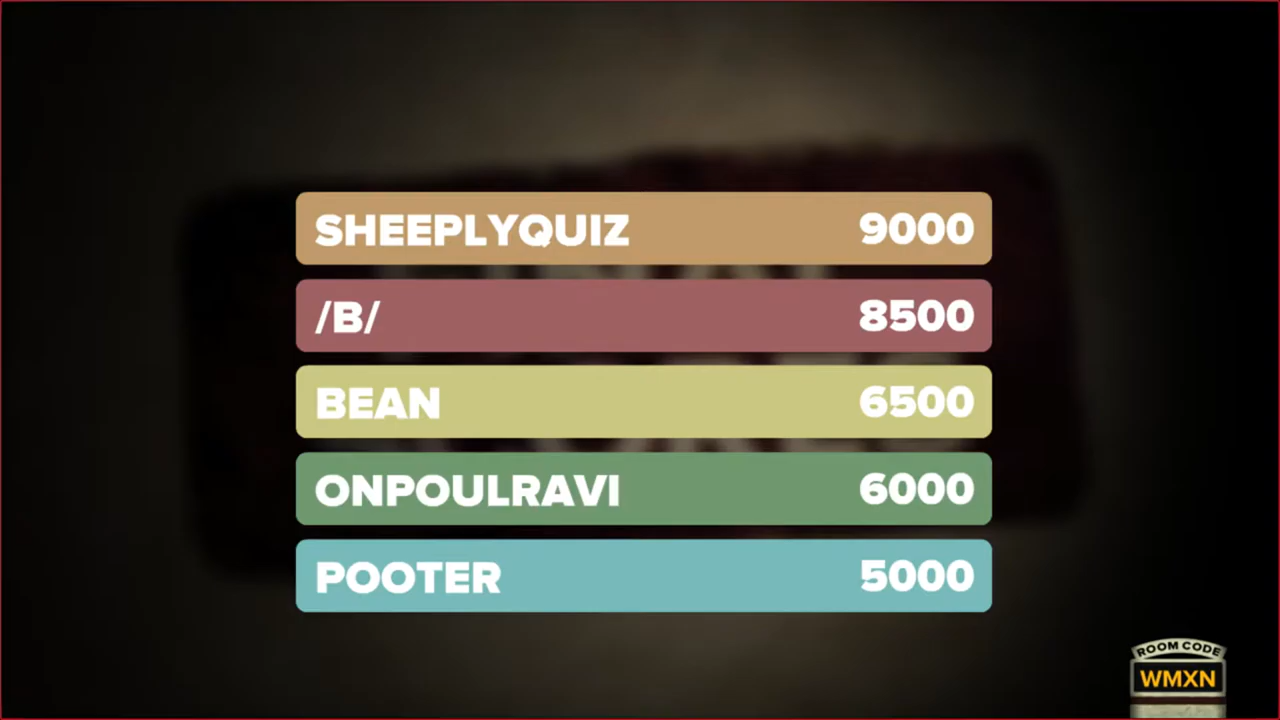 SHEEPLYQUIZ 9000
/B/ 8500
BEAN 6500
ONPOULRAVI 6000
POOTER 5000
ROOM CODE
WMXN